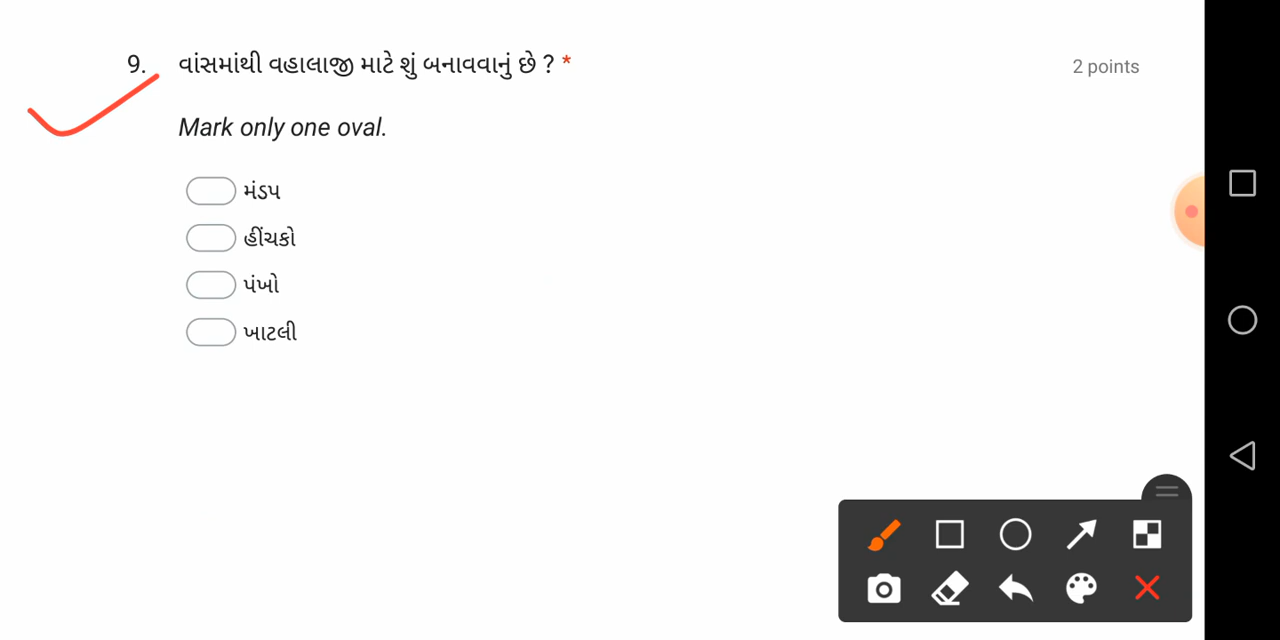 9. વાંસમાંથી વહાલાજી માટે શું બનાવવાનું છે ? * 2 points
Mark only one oval.
મંડપ
હીંચકો
પંખો
ખાટલી